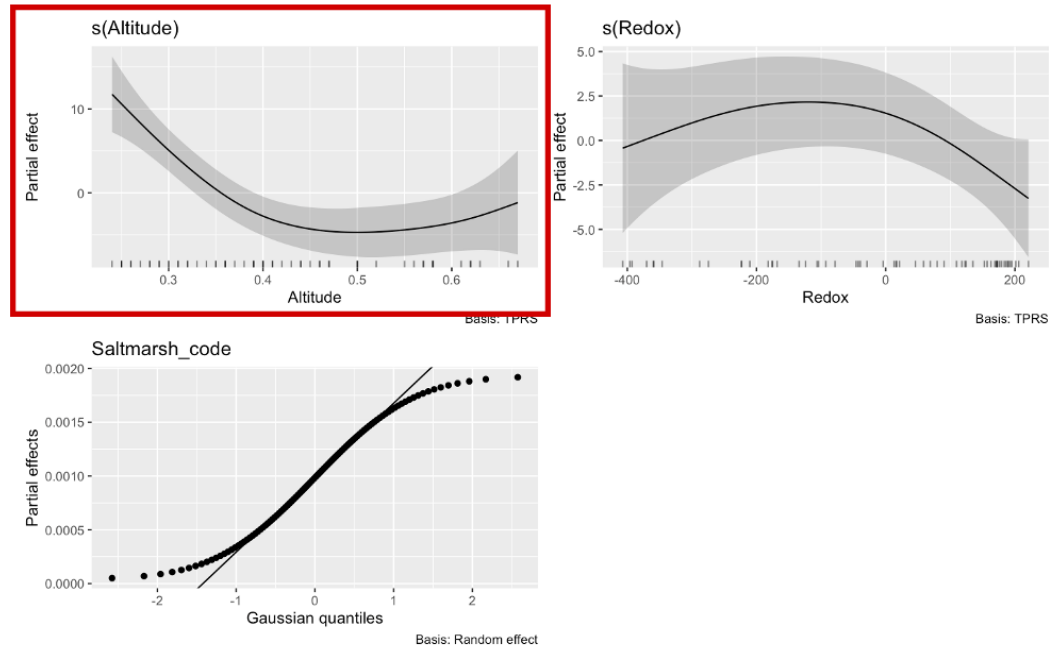 s(Altitude)
Partial effect
10
0
0.3
0.4
0.5
0.6
Altitude
Basis: TPRS
s(Redox)
Partial effect
5.0
2.5
0.0
-2.5
-5.0
-400
-200
0
200
Redox
Basis: TPRS
Saltmarsh_code
Partial effects
0.0020
0.0015
0.0010
0.0005
0.0000
-2
-1
0
1
2
Gaussian quantiles
Basis: Random effect